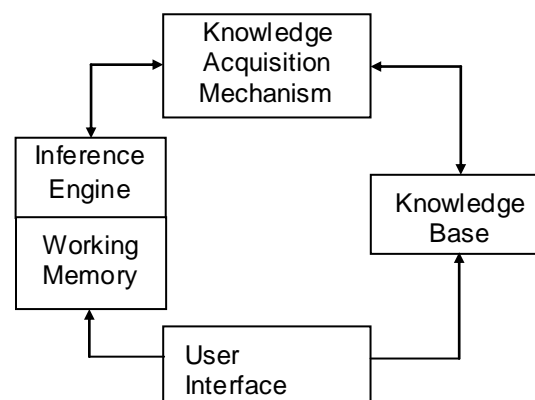 Knowledge
Acquisition
Mechanism
Inference
Engine
Working
Memory
Knowledge
Base
User
Interface